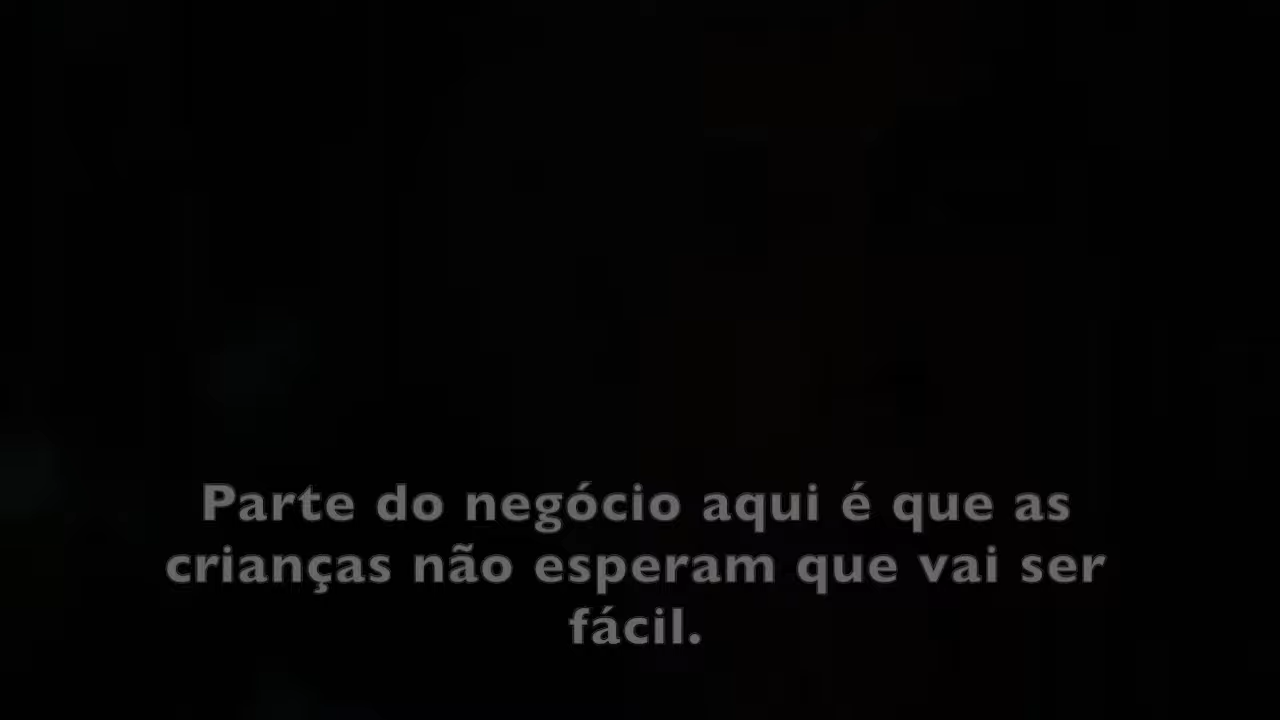 Parte do negócio aqui é que as
crianças não esperam que vai ser
fácil.